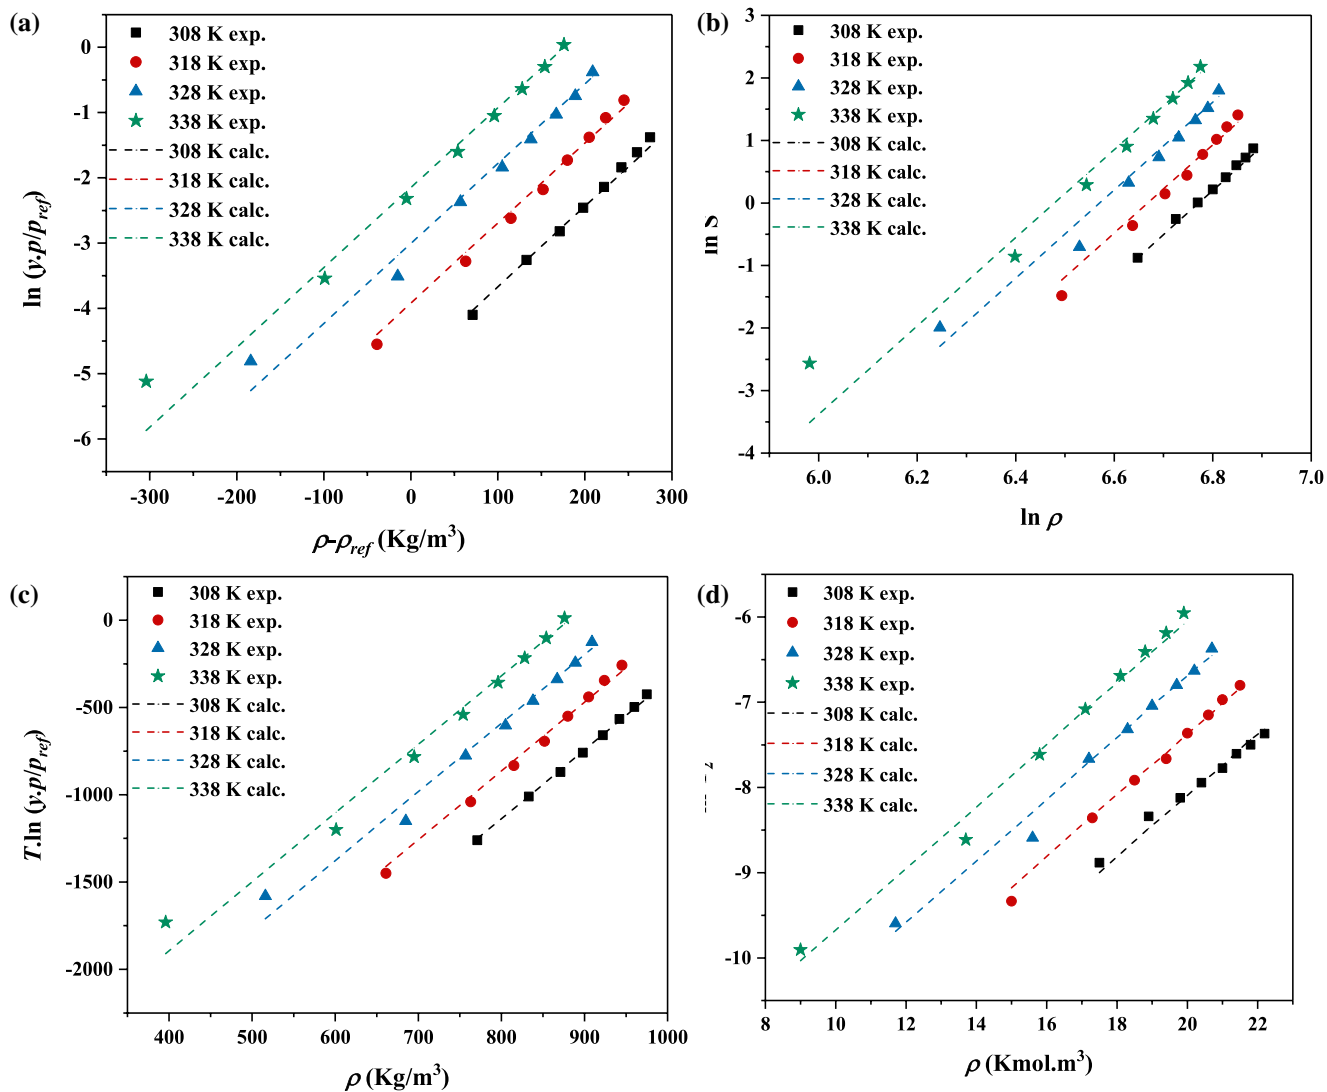 (a)
308 K exp.
318 K exp.
328 K exp.
338 K exp.
308 K calc.
318 K calc.
328 K calc.
338 K calc.
0
-1
-2
-3
-4
-5
-6
ln (y.p/p_ref)
-300 -200 -100 0 100 200 300
ρ-ρ_ref (Kg/m³)
(b)
308 K exp.
318 K exp.
328 K exp.
338 K exp.
308 K calc.
318 K calc.
328 K calc.
338 K calc.
3
2
1
0
-1
-2
-3
-4
ln S
6.0 6.2 6.4 6.6 6.8 7.0
ln ρ
(c)
308 K exp.
318 K exp.
328 K exp.
338 K exp.
308 K calc.
318 K calc.
328 K calc.
338 K calc.
0
-500
-1000
-1500
-2000
T.ln (y.p/p_ref)
400 500 600 700 800 900 1000
ρ (Kg/m³)
(d)
308 K exp.
318 K exp.
328 K exp.
338 K exp.
308 K calc.
318 K calc.
328 K calc.
338 K calc.
-6
-7
-8
-9
-10
8 10 12 14 16 18 20 22
ρ (Kmol.m³)